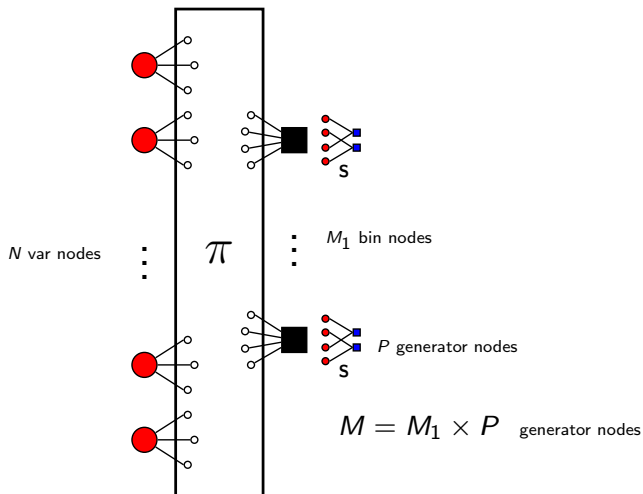 S
N var nodes
π
M₁ bin nodes
P generator nodes
S
M = M₁ × P generator nodes